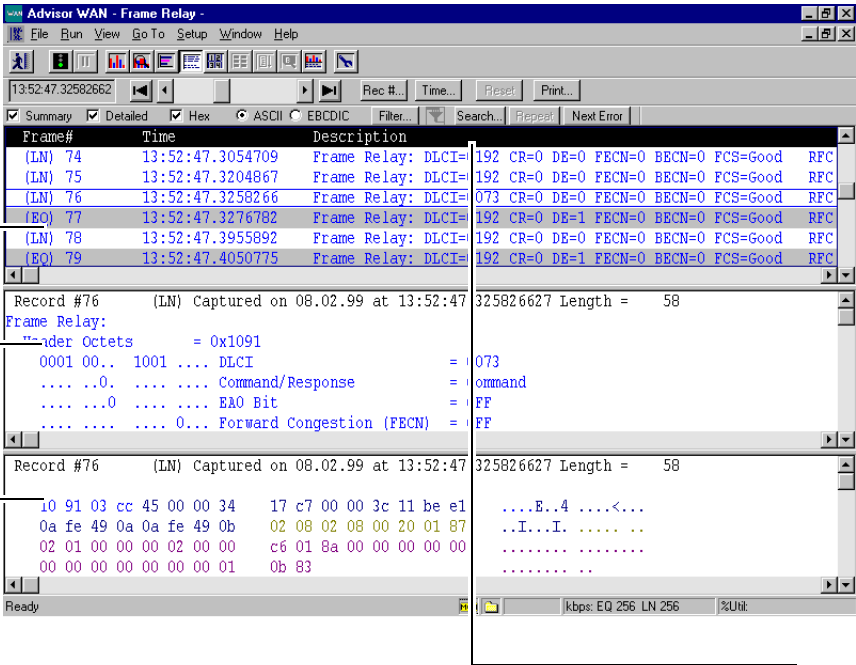 Advisor WAN - Frame Relay -
File Run View Go To Setup Window Help
13:52:47.32582662 Rec #... Time... Reset Print...
Summary Detailed Hex ASCII EBCDIC Filter... Search... Repeat Next Error
Frame# Time Description
(LN) 74 13:52:47.3054709 Frame Relay: DLCI= 192 CR=0 DE=0 FECN=0 BECN=0 FCS=Good RFC
(LN) 75 13:52:47.3204867 Frame Relay: DLCI= 192 CR=0 DE=0 FECN=0 BECN=0 FCS=Good RFC
(LN) 76 13:52:47.3258266 Frame Relay: DLCI= 073 CR=0 DE=0 FECN=0 BECN=0 FCS=Good RFC
(EQ) 77 13:52:47.3276782 Frame Relay: DLCI= 192 CR=0 DE=1 FECN=0 BECN=0 FCS=Good RFC
(LN) 78 13:52:47.3955892 Frame Relay: DLCI= 192 CR=0 DE=0 FECN=0 BECN=0 FCS=Good RFC
(EQ) 79 13:52:47.4050775 Frame Relay: DLCI= 192 CR=0 DE=1 FECN=0 BECN=0 FCS=Good RFC
Record #76 (LN) Captured on 08.02.99 at 13:52:47 325826627 Length = 58
Frame Relay:
Header Octets = 0x1091
0001 00.. 1001 .... DLCI = 073
.... ..0. .... .... Command/Response = ommand
.... ...0 .... .... EA0 Bit = FF
.... .... .... 0... Forward Congestion (FECN) = FF
Record #76 (LN) Captured on 08.02.99 at 13:52:47 325826627 Length = 58
10 91 03 cc 45 00 00 34 17 c7 00 00 3c 11 be e1 ....E..4 ....<...
0a fe 49 0a 0a fe 49 0b 02 08 02 08 00 20 01 87 ..I...I. ..... ..
02 01 00 00 00 02 00 00 c6 01 8a 00 00 00 00 00 ........ ........
00 00 00 00 00 00 00 01 0b 83 ........ ..
Ready kbps: EQ 256 LN 256 %Util: